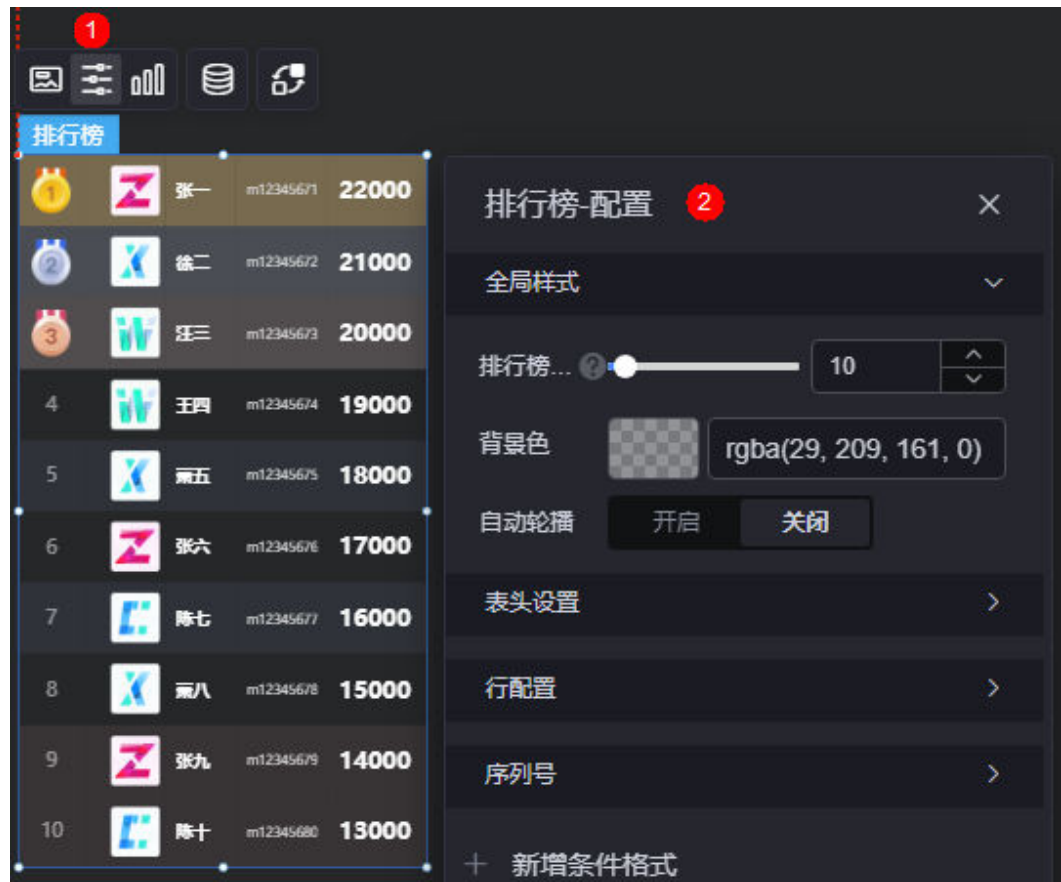 1
排行榜
1 张一 m12345671 22000
2 徐二 m12345672 21000
3 汪三 m12345673 20000
4 王四 m12345674 19000
5 萧五 m12345675 18000
6 张六 m12345676 17000
7 陈七 m12345677 16000
8 萧八 m12345678 15000
9 张九 m12345679 14000
10 陈十 m12345680 13000
排行榜-配置 2
全局样式
排行榜... ? 10
背景色 rgba(29, 209, 161, 0)
自动轮播 开启 关闭
表头设置
行配置
序列号
+ 新增条件格式